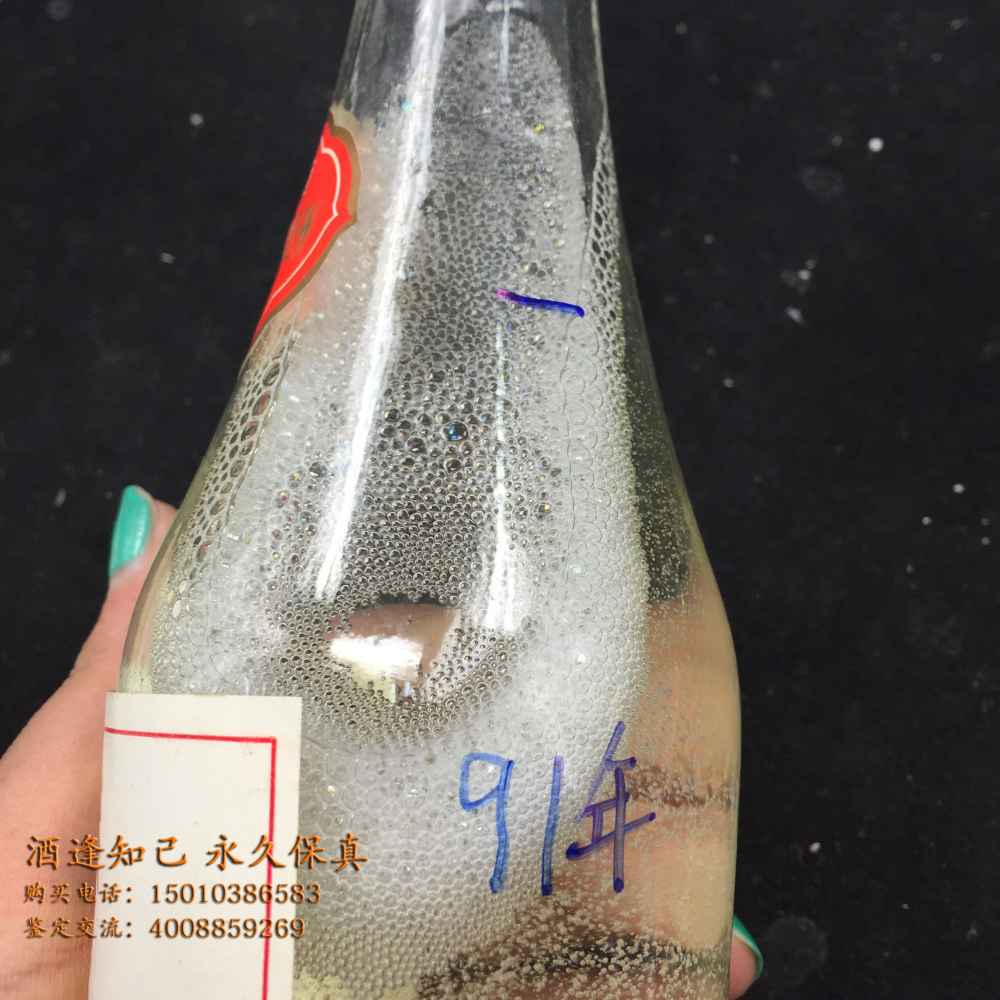 一
91年
酒逢知己 永久保真
购买电话：15010386583
鉴定交流：4008859269